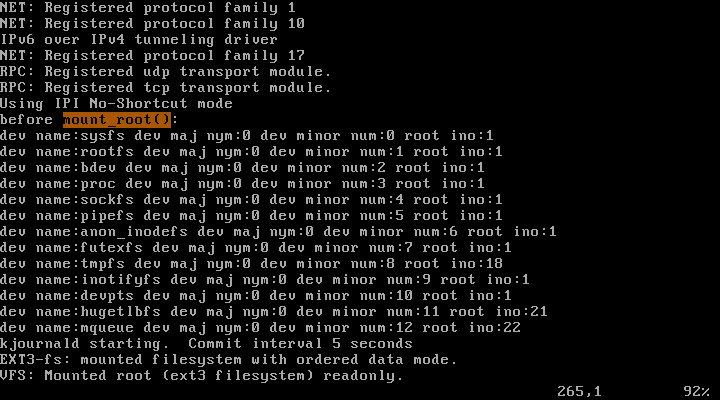 NET: Registered protocol family 1
NET: Registered protocol family 10
IPv6 over IPv4 tunneling driver
NET: Registered protocol family 17
RPC: Registered udp transport module.
RPC: Registered tcp transport module.
Using IPI No-Shortcut mode
before mount_root():
dev name:sysfs dev maj nym:0 dev minor num:0 root ino:1
dev name:rootfs dev maj nym:0 dev minor num:1 root ino:1
dev name:bdev dev maj nym:0 dev minor num:2 root ino:1
dev name:proc dev maj nym:0 dev minor num:3 root ino:1
dev name:sockfs dev maj nym:0 dev minor num:4 root ino:1
dev name:pipefs dev maj nym:0 dev minor num:5 root ino:1
dev name:anon_inodefs dev maj nym:0 dev minor num:6 root ino:1
dev name:futexfs dev maj nym:0 dev minor num:7 root ino:1
dev name:tmpfs dev maj nym:0 dev minor num:8 root ino:18
dev name:inotifyfs dev maj nym:0 dev minor num:9 root ino:1
dev name:devpts dev maj nym:0 dev minor num:10 root ino:1
dev name:hugetlbfs dev maj nym:0 dev minor num:11 root ino:21
dev name:mqueue dev maj nym:0 dev minor num:12 root ino:22
kjournald starting.  Commit interval 5 seconds
EXT3-fs: mounted filesystem with ordered data mode.
VFS: Mounted root (ext3 filesystem) readonly.
265,1 92%